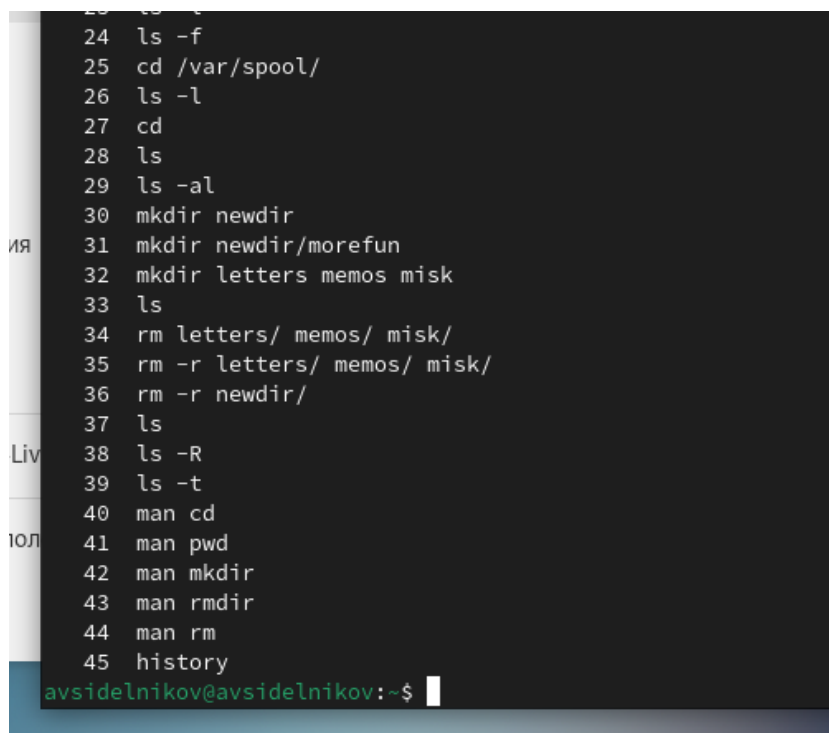 24 ls -f
25 cd /var/spool/
26 ls -l
27 cd
28 ls
29 ls -al
30 mkdir newdir
ия
31 mkdir newdir/morefun
32 mkdir letters memos misk
33 ls
34 rm letters/ memos/ misk/
35 rm -r letters/ memos/ misk/
36 rm -r newdir/
37 ls
Liv
38 ls -R
39 ls -t
40 man cd
пол
41 man pwd
42 man mkdir
43 man rmdir
44 man rm
45 history
avsidelnikov@avsidelnikov:~$